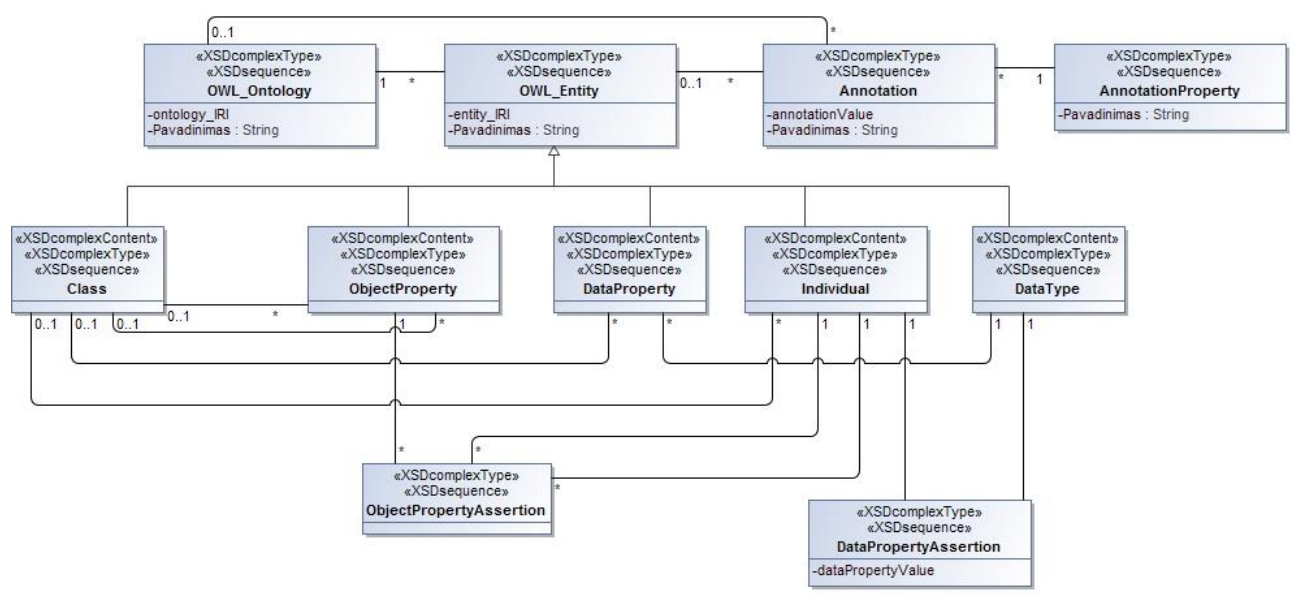 0..1
*
«XSDcomplexType»
«XSDsequence»
OWL_Ontology
-ontology_IRI
-Pavadinimas : String
1
*
«XSDcomplexType»
«XSDsequence»
OWL_Entity
-entity_IRI
-Pavadinimas : String
0..1
*
«XSDcomplexType»
«XSDsequence»
Annotation
-annotationValue
-Pavadinimas : String
*
1
«XSDcomplexType»
«XSDsequence»
AnnotationProperty
-Pavadinimas : String
«XSDcomplexContent»
«XSDcomplexType»
«XSDsequence»
Class
«XSDcomplexContent»
«XSDcomplexType»
«XSDsequence»
ObjectProperty
«XSDcomplexContent»
«XSDcomplexType»
«XSDsequence»
DataProperty
«XSDcomplexContent»
«XSDcomplexType»
«XSDsequence»
Individual
«XSDcomplexContent»
«XSDcomplexType»
«XSDsequence»
DataType
0..1
*
0..1
0..1
0..1
1
*
*
*
*
1
1
1
1
1
*
*
*
«XSDcomplexType»
«XSDsequence»
ObjectPropertyAssertion
«XSDcomplexType»
«XSDsequence»
DataPropertyAssertion
-dataPropertyValue